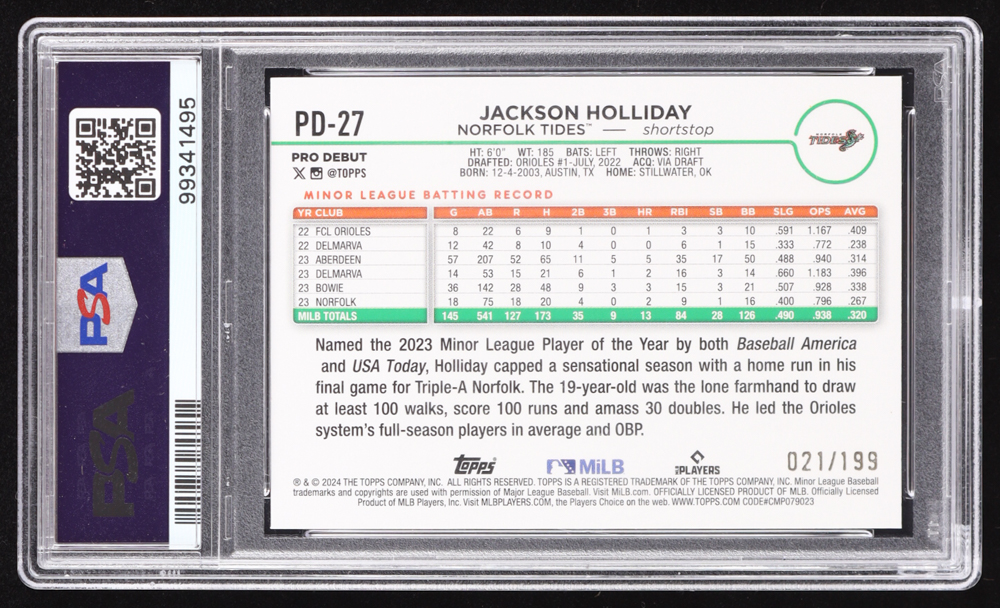 99341495
PSA
PSA
PD-27
JACKSON HOLLIDAY
NORFOLK TIDES™ — shortstop
NORFOLK
TIDES
PRO DEBUT
@TOPPS
HT: 6'0" WT: 185 BATS: LEFT THROWS: RIGHT
DRAFTED: ORIOLES #1-JULY, 2022 ACQ: VIA DRAFT
BORN: 12-4-2003, AUSTIN, TX HOME: STILLWATER, OK
MINOR LEAGUE BATTING RECORD
YR CLUB G AB R H 2B 3B HR RBI SB BB SLG OPS AVG
22 FCL ORIOLES 8 22 6 9 1 0 1 3 3 10 .591 1.167 .409
22 DELMARVA 12 42 8 10 4 0 0 6 1 15 .333 .772 .238
23 ABERDEEN 57 207 52 65 11 5 5 35 17 50 .488 .940 .314
23 DELMARVA 14 53 15 21 6 1 2 16 3 14 .660 1.183 .396
23 BOWIE 36 142 28 48 9 3 3 15 3 21 .507 .928 .338
23 NORFOLK 18 75 18 20 4 0 2 9 1 16 .400 .796 .267
MILB TOTALS 145 541 127 173 35 9 13 84 28 126 .490 .938 .320
Named the 2023 Minor League Player of the Year by both Baseball America
and USA Today, Holliday capped a sensational season with a home run in his
final game for Triple-A Norfolk. The 19-year-old was the lone farmhand to draw
at least 100 walks, score 100 runs and amass 30 doubles. He led the Orioles
system's full-season players in average and OBP.
Topps MiLB PLAYERS 021/199
® & © 2024 THE TOPPS COMPANY, INC. ALL RIGHTS RESERVED. TOPPS IS A REGISTERED TRADEMARK OF THE TOPPS COMPANY, INC. Minor League Baseball
trademarks and copyrights are used with permission of Major League Baseball. Visit MiLB.com. OFFICIALLY LICENSED PRODUCT OF MLB. Officially Licensed
Product of MLB Players, Inc. Visit MLBPLAYERS.COM, the Players Choice on the web. WWW.TOPPS.COM CODE#CMP079023